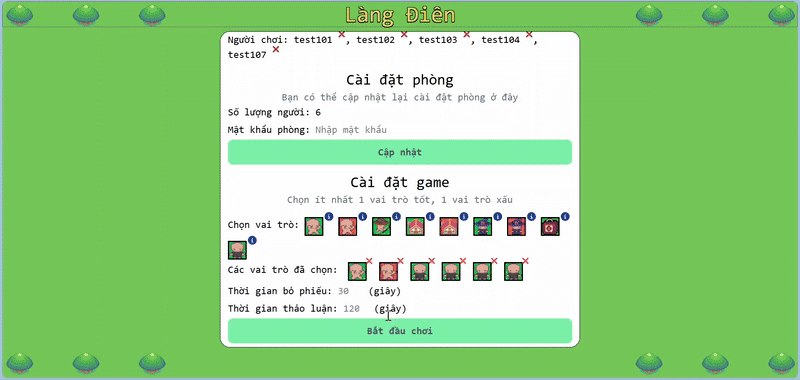 Làng Điên
Người chơi: test101 , test102 , test103 , test104 ,
test107
Cài đặt phòng
Bạn có thể cập nhật lại cài đặt phòng ở đây
Số lượng người: 6
Mật khẩu phòng: Nhập mật khẩu
Cập nhật
Cài đặt game
Chọn ít nhất 1 vai trò tốt, 1 vai trò xấu
Chọn vai trò:
Các vai trò đã chọn:
Thời gian bỏ phiếu: 30 (giây)
Thời gian thảo luận: 120 (giây)
Bắt đầu chơi